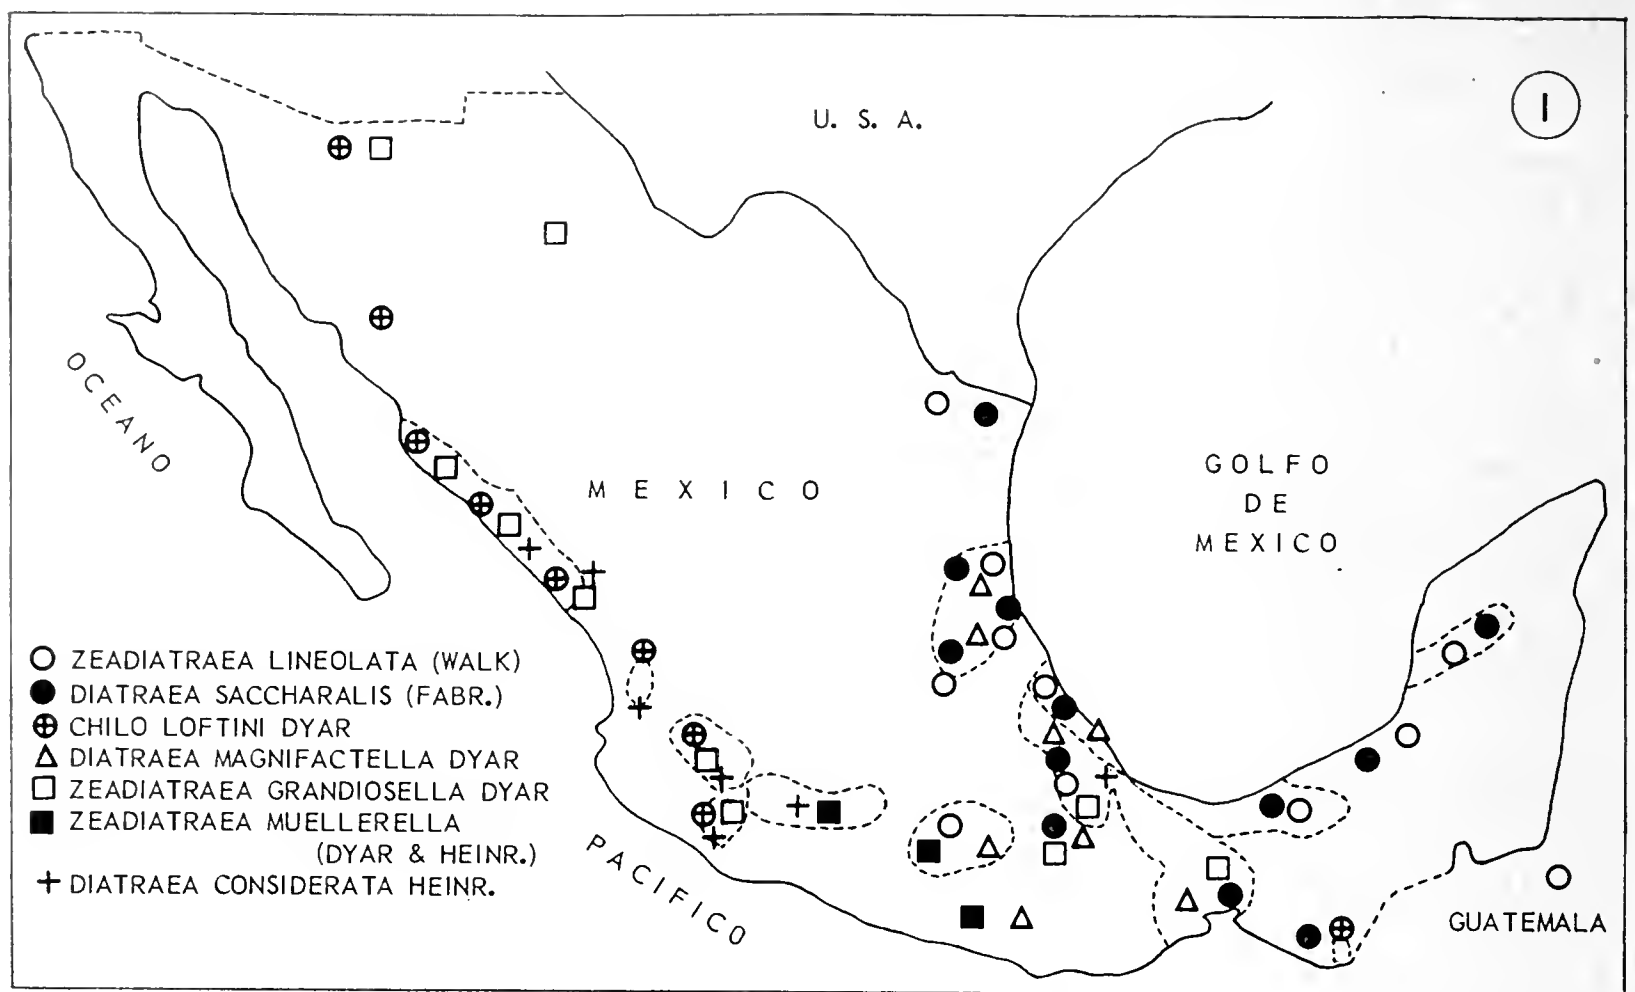 I
U. S. A.
OCEANO
MEXICO
GOLFO
DE
MEXICO
ZEADIATRAEA LINEOLATA (WALK)
DIATRAEA SACCHARALIS (FABR.)
CHILO LOFTINI DYAR
DIATRAEA MAGNIFACTELLA DYAR
ZEADIATRAEA GRANDIOSELLA DYAR
ZEADIATRAEA MUELLERELLA
(DYAR & HEINR.)
DIATRAEA CONSIDERATA HEINR.
PACIFICO
GUATEMALA